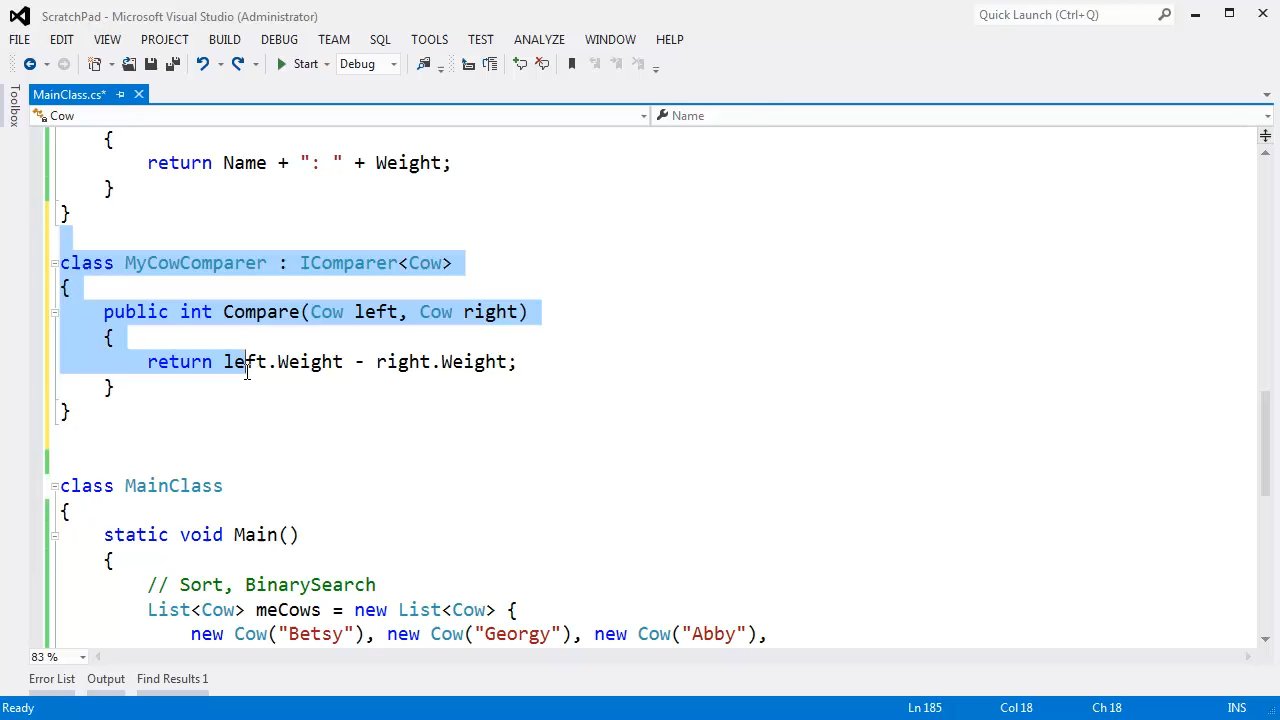 ScratchPad - Microsoft Visual Studio (Administrator)
Quick Launch (Ctrl+Q)
FILE EDIT VIEW PROJECT BUILD DEBUG TEAM SQL TOOLS TEST ANALYZE WINDOW HELP
Start Debug
Toolbox
MainClass.cs*
Cow Name
{
return Name + ": " + Weight;
}
}
class MyCowComparer : IComparer<Cow>
{
public int Compare(Cow left, Cow right)
{
return left.Weight - right.Weight;
}
}
class MainClass
{
static void Main()
{
// Sort, BinarySearch
List<Cow> meCows = new List<Cow> {
new Cow("Betsy"), new Cow("Georgy"), new Cow("Abby"),
83 %
Error List Output Find Results 1
Ready Ln 185 Col 18 Ch 18 INS